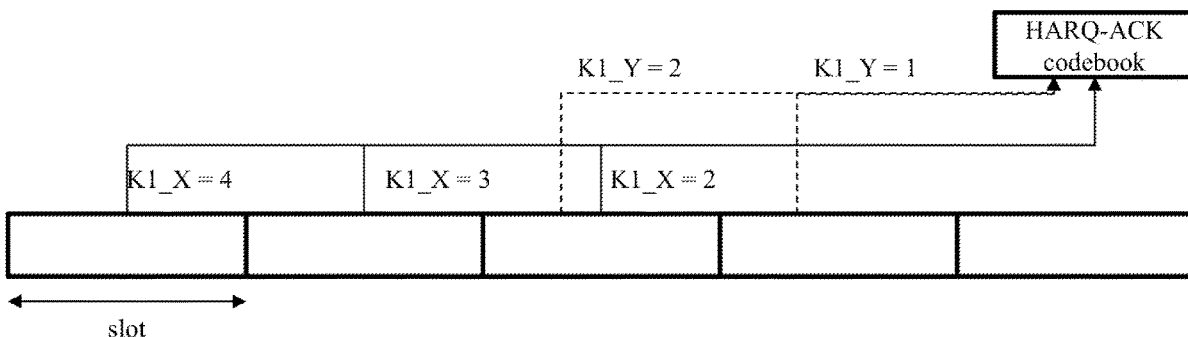 HARQ-ACK
codebook
K1_Y = 2
K1_Y = 1
K1_X = 4
K1_X = 3
K1_X = 2
slot